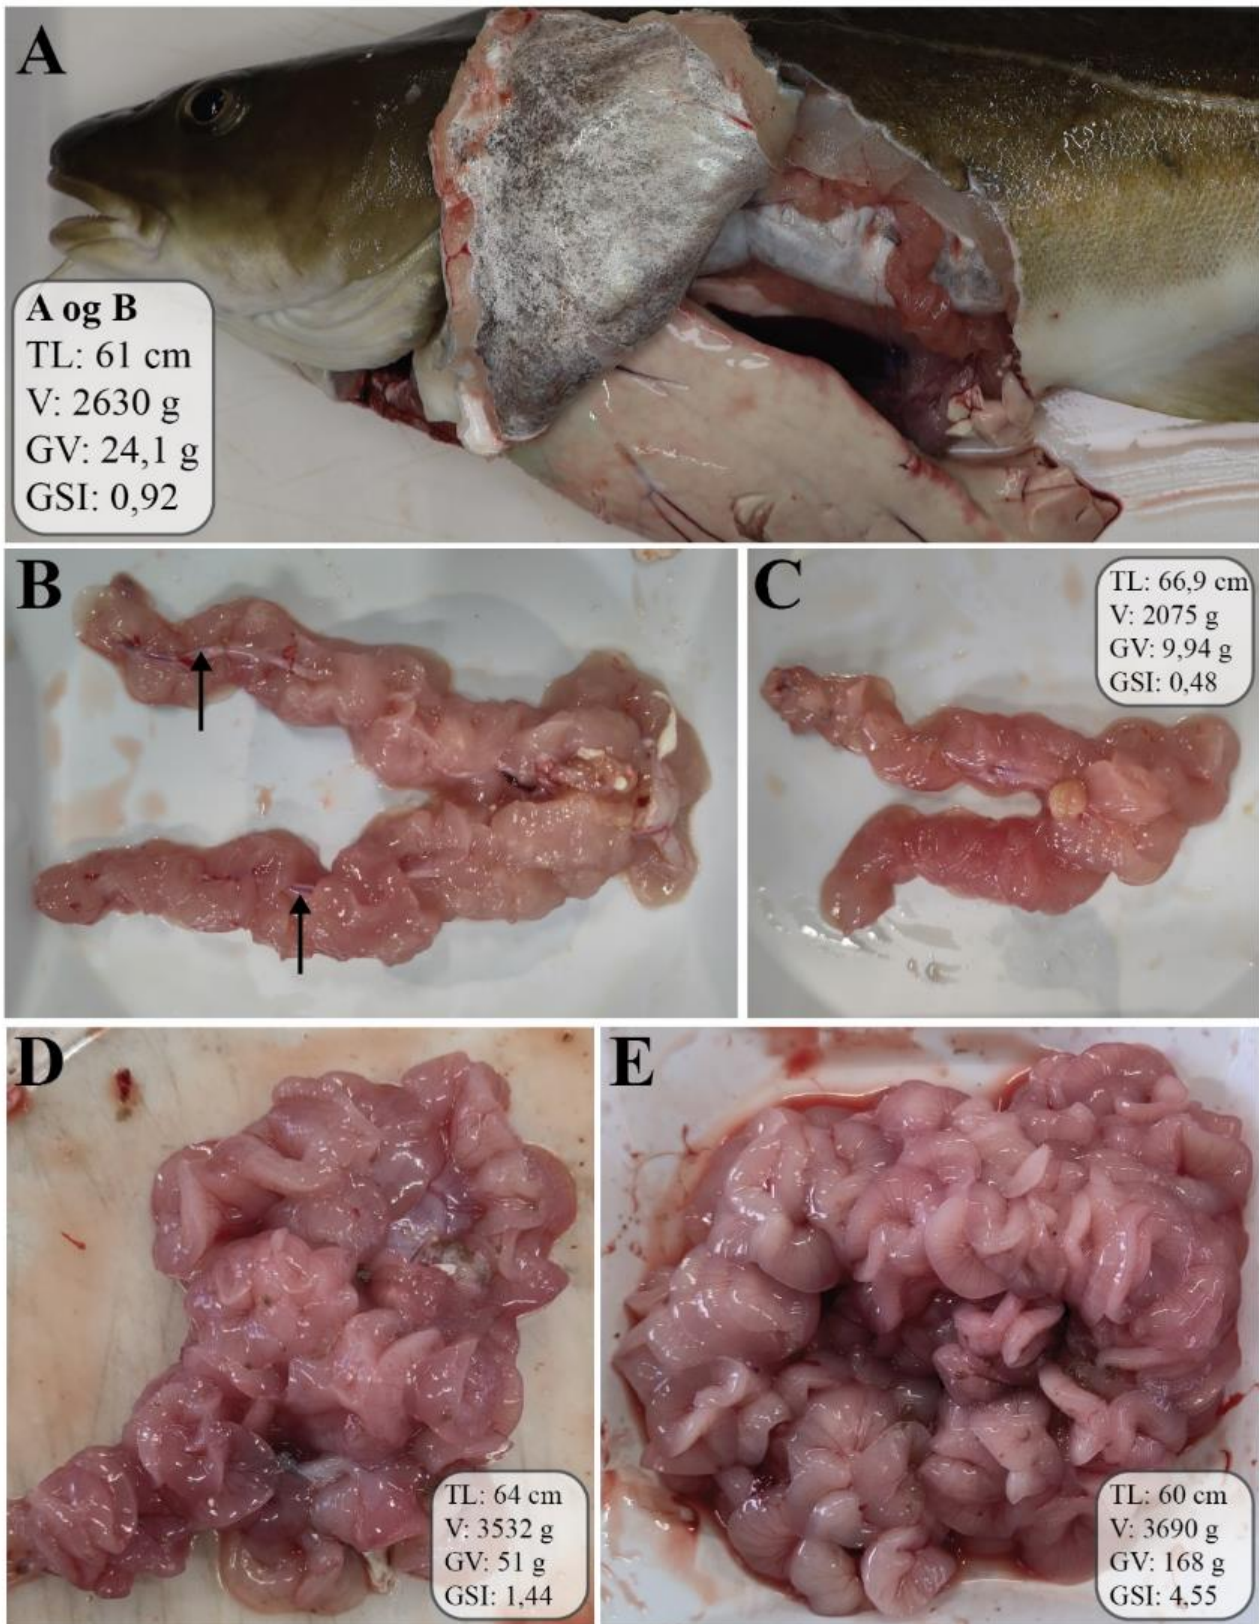 A
A og B
TL: 61 cm
V: 2630 g
GV: 24,1 g
GSI: 0,92
B
C
TL: 66,9 cm
V: 2075 g
GV: 9,94 g
GSI: 0,48
D
TL: 64 cm
V: 3532 g
GV: 51 g
GSI: 1,44
E
TL: 60 cm
V: 3690 g
GV: 168 g
GSI: 4,55